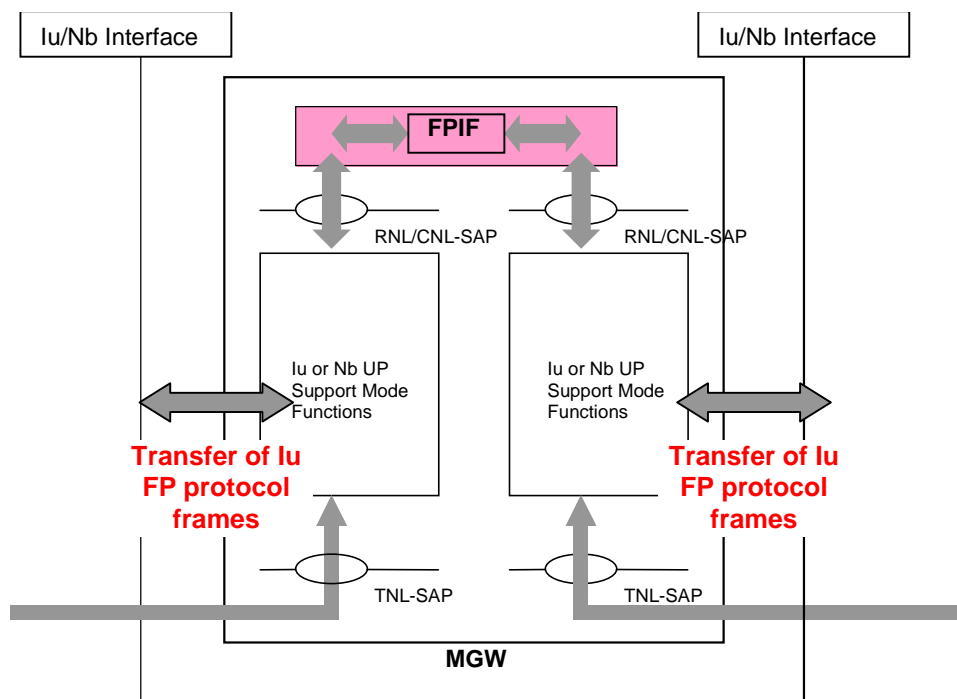 Iu/Nb Interface
Iu/Nb Interface
FPIF
RNL/CNL-SAP
RNL/CNL-SAP
Iu or Nb UP
Support Mode
Functions
Iu or Nb UP
Support Mode
Functions
Transfer of Iu
FP protocol
frames
Transfer of Iu
FP protocol
frames
TNL-SAP
TNL-SAP
MGW